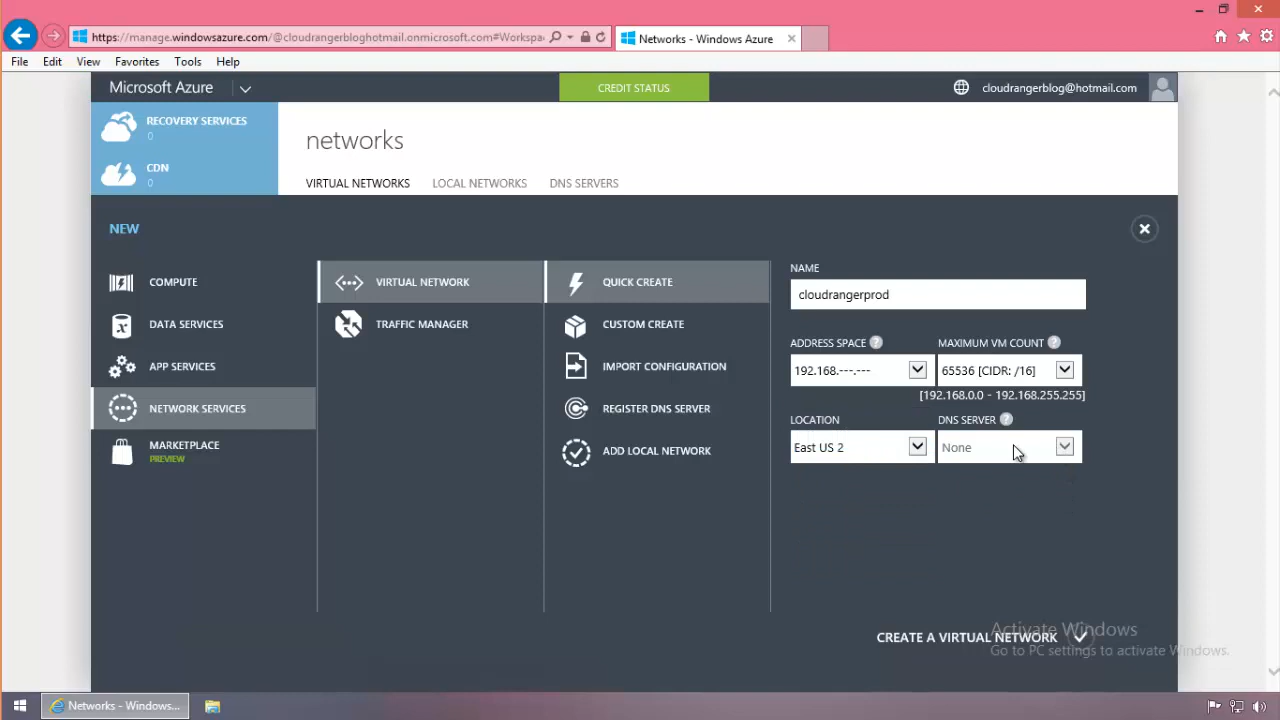 https://manage.windowsazure.com/@cloudrangerbloghotmail.onmicrosoft.com#Workspa
Networks - Windows Azure
File Edit View Favorites Tools Help
Microsoft Azure
CREDIT STATUS
cloudrangerblog@hotmail.com
RECOVERY SERVICES
0
CDN
0
networks
VIRTUAL NETWORKS LOCAL NETWORKS DNS SERVERS
NEW
COMPUTE
DATA SERVICES
APP SERVICES
NETWORK SERVICES
MARKETPLACE
PREVIEW
VIRTUAL NETWORK
TRAFFIC MANAGER
QUICK CREATE
CUSTOM CREATE
IMPORT CONFIGURATION
REGISTER DNS SERVER
ADD LOCAL NETWORK
NAME
cloudrangerprod
ADDRESS SPACE ? MAXIMUM VM COUNT ?
192.168.---.--- 65536 [CIDR: /16]
[192.168.0.0 - 192.168.255.255]
LOCATION DNS SERVER ?
East US 2 None
CREATE A VIRTUAL NETWORK
Activate Windows
Go to PC settings to activate Windows.
Networks - Windows...